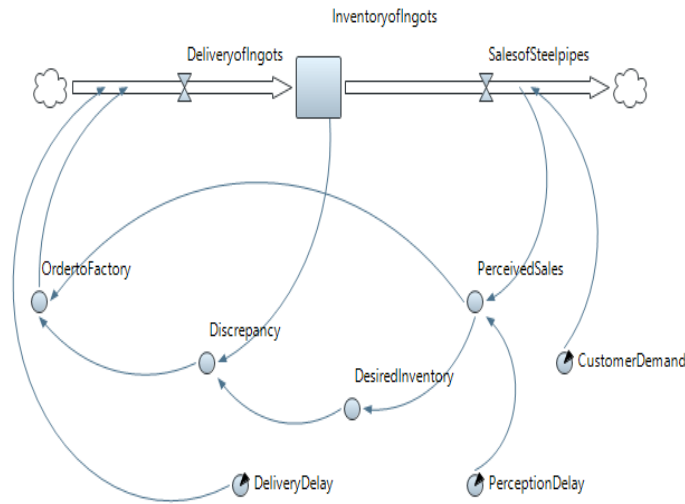 InventoryofIngots
DeliveryofIngots
SalesofSteelpipes
OrdertoFactory
PerceivedSales
Discrepancy
DesiredInventory
CustomerDemand
DeliveryDelay
PerceptionDelay